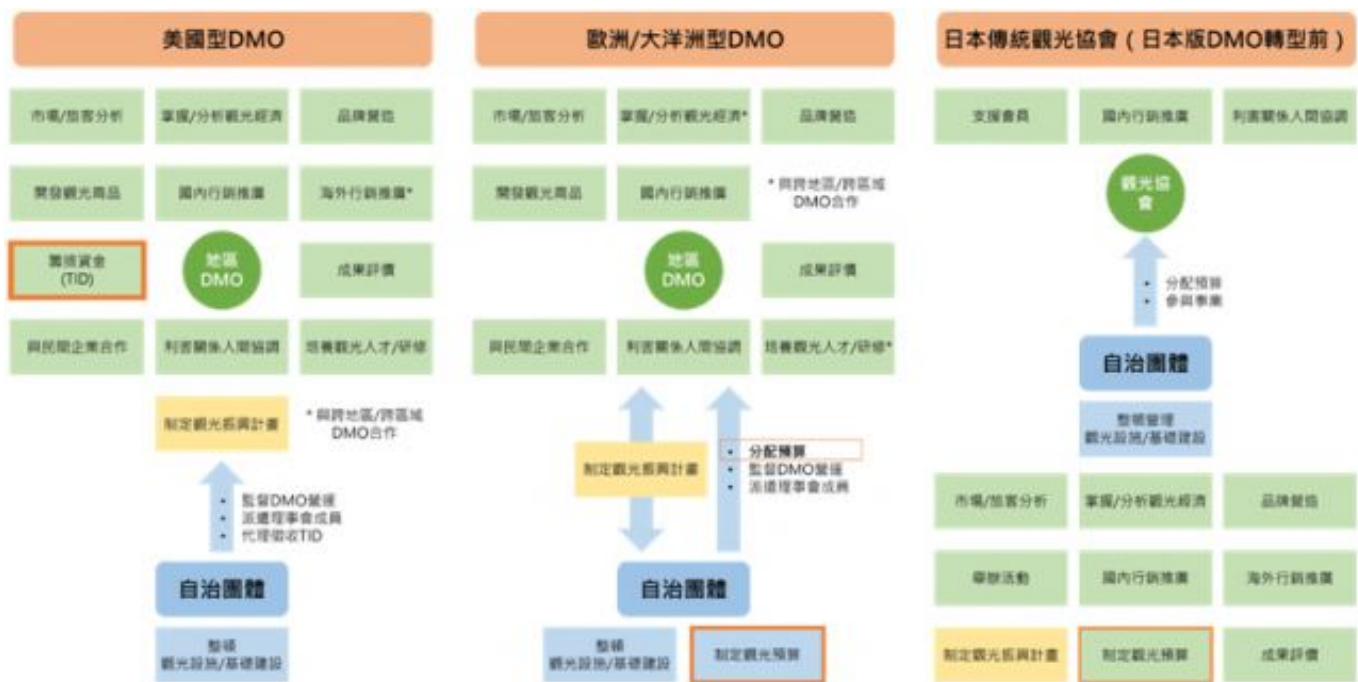 美國型DMO
市場/旅客分析
掌握/分析觀光經濟
品牌營造
開發觀光商品
國內行銷推廣
海外行銷推廣*
籌措資金
(TID)
地區
DMO
成果評價
與民間企業合作
利害關係人間協調
培養觀光人才/研修
制定觀光振興計畫
* 與跨地區/跨區域
DMO合作
• 監督DMO營運
• 派遣理事會成員
• 代理徵收TID
自治團體
整頓
觀光設施/基礎建設
歐洲/大洋洲型DMO
市場/旅客分析
掌握/分析觀光經濟*
品牌營造
開發觀光商品
國內行銷推廣
* 與跨地區/跨區域
DMO合作
地區
DMO
成果評價
與民間企業合作
利害關係人間協調
培養觀光人才/研修*
制定觀光振興計畫
• 分配預算
• 監督DMO營運
• 派遣理事會成員
自治團體
整頓
觀光設施/基礎建設
制定觀光預算
日本傳統觀光協會（日本版DMO轉型前）
支援會員
國內行銷推廣
利害關係人間協調
觀光協
會
• 分配預算
• 參與事業
自治團體
整頓管理
觀光設施/基礎建設
市場/旅客分析
掌握/分析觀光經濟
品牌營造
舉辦活動
國內行銷推廣
海外行銷推廣
制定觀光振興計畫
制定觀光預算
成果評價